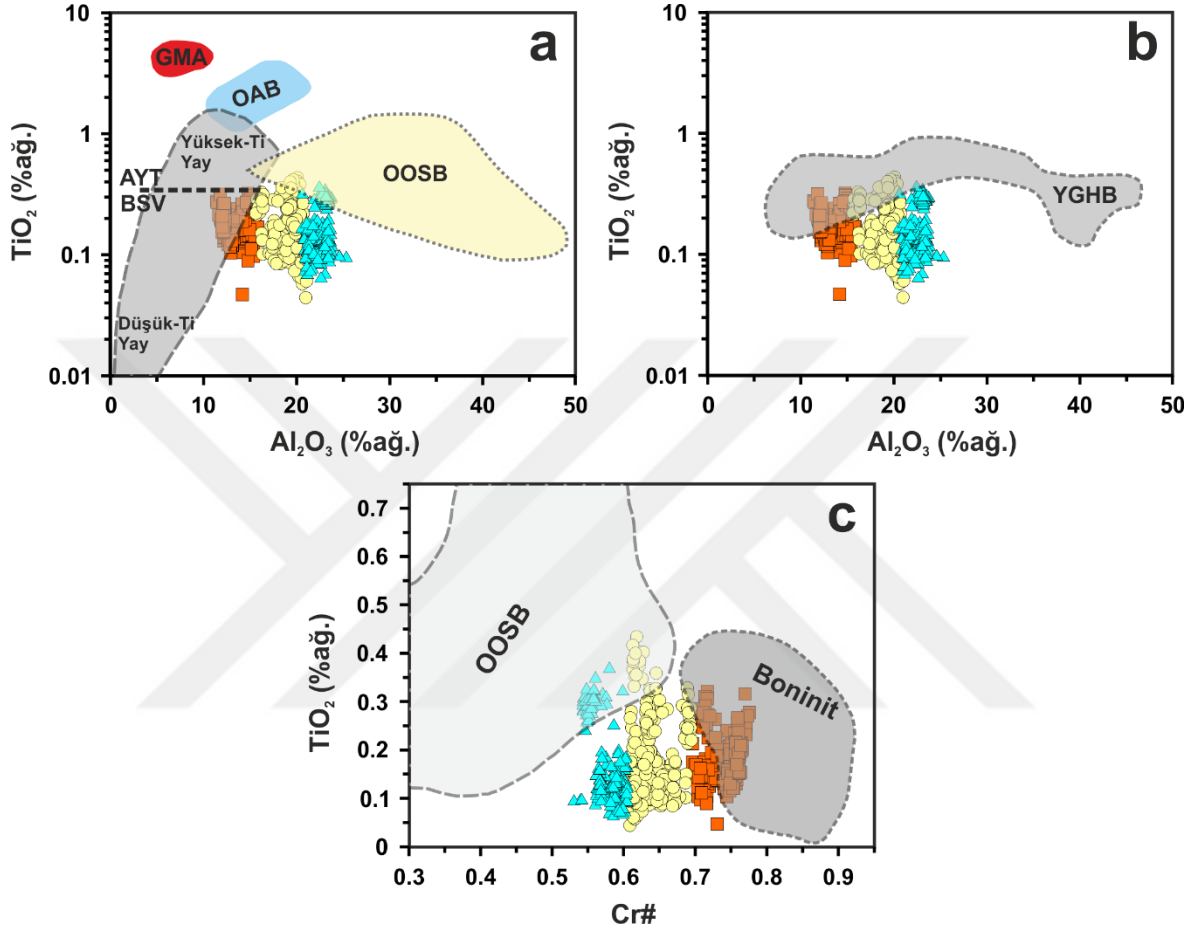 a
10
1
0.1
0.01
TiO₂ (%ağ.)
GMA
OAB
Yüksek-Ti
Yay
AYT
BSV
OOSB
Düşük-Ti
Yay
0 10 20 30 40 50
Al₂O₃ (%ağ.)
b
10
1
0.1
0.01
TiO₂ (%ağ.)
YGHB
0 10 20 30 40 50
Al₂O₃ (%ağ.)
c
0.7
0.6
0.5
0.4
0.3
0.2
0.1
0
TiO₂ (%ağ.)
OOSB
Boninit
0.3 0.4 0.5 0.6 0.7 0.8 0.9
Cr#